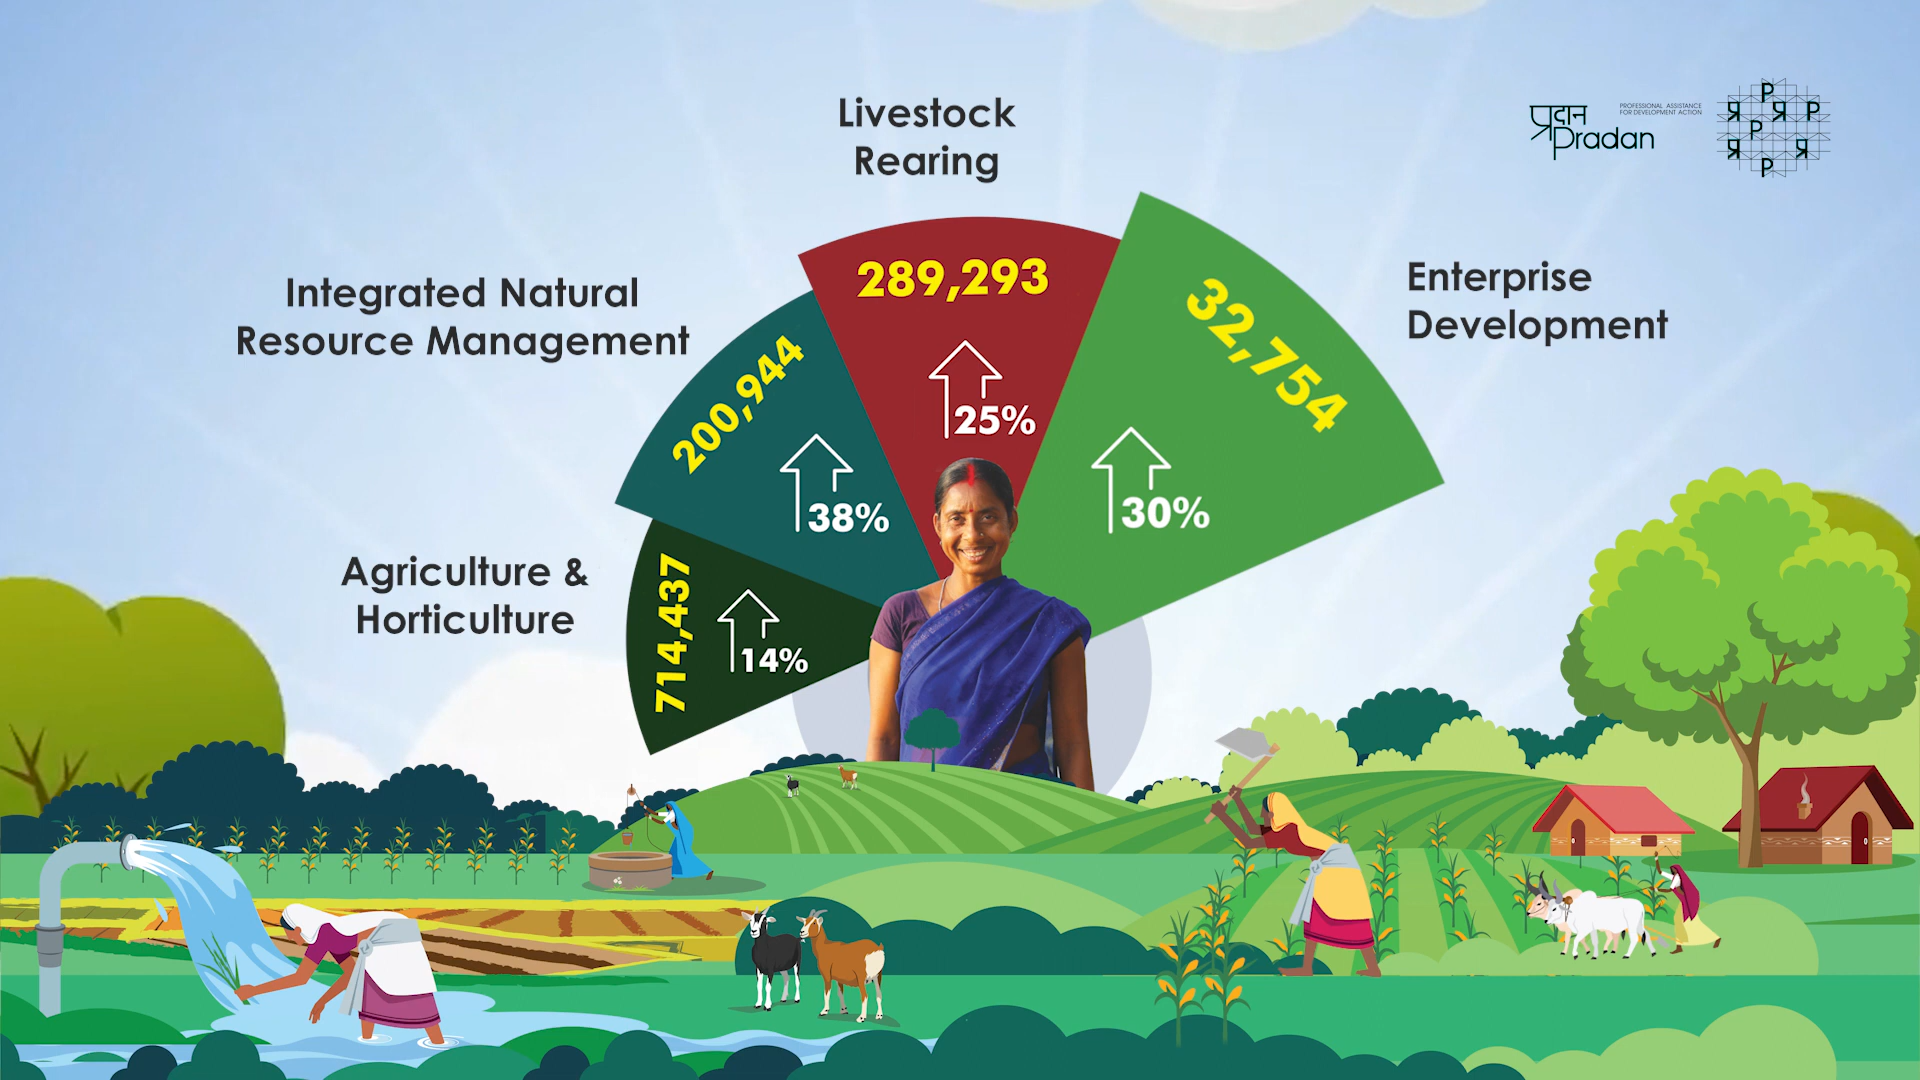 Livestock
Rearing
प्रदान
Pradan
PROFESSIONAL ASSISTANCE
FOR DEVELOPMENT ACTION
P
P
P
P
P
P
P
P
Integrated Natural
Resource Management
Enterprise
Development
289,293
25%
32,754
30%
200,944
38%
Agriculture &
Horticulture
714,437
14%